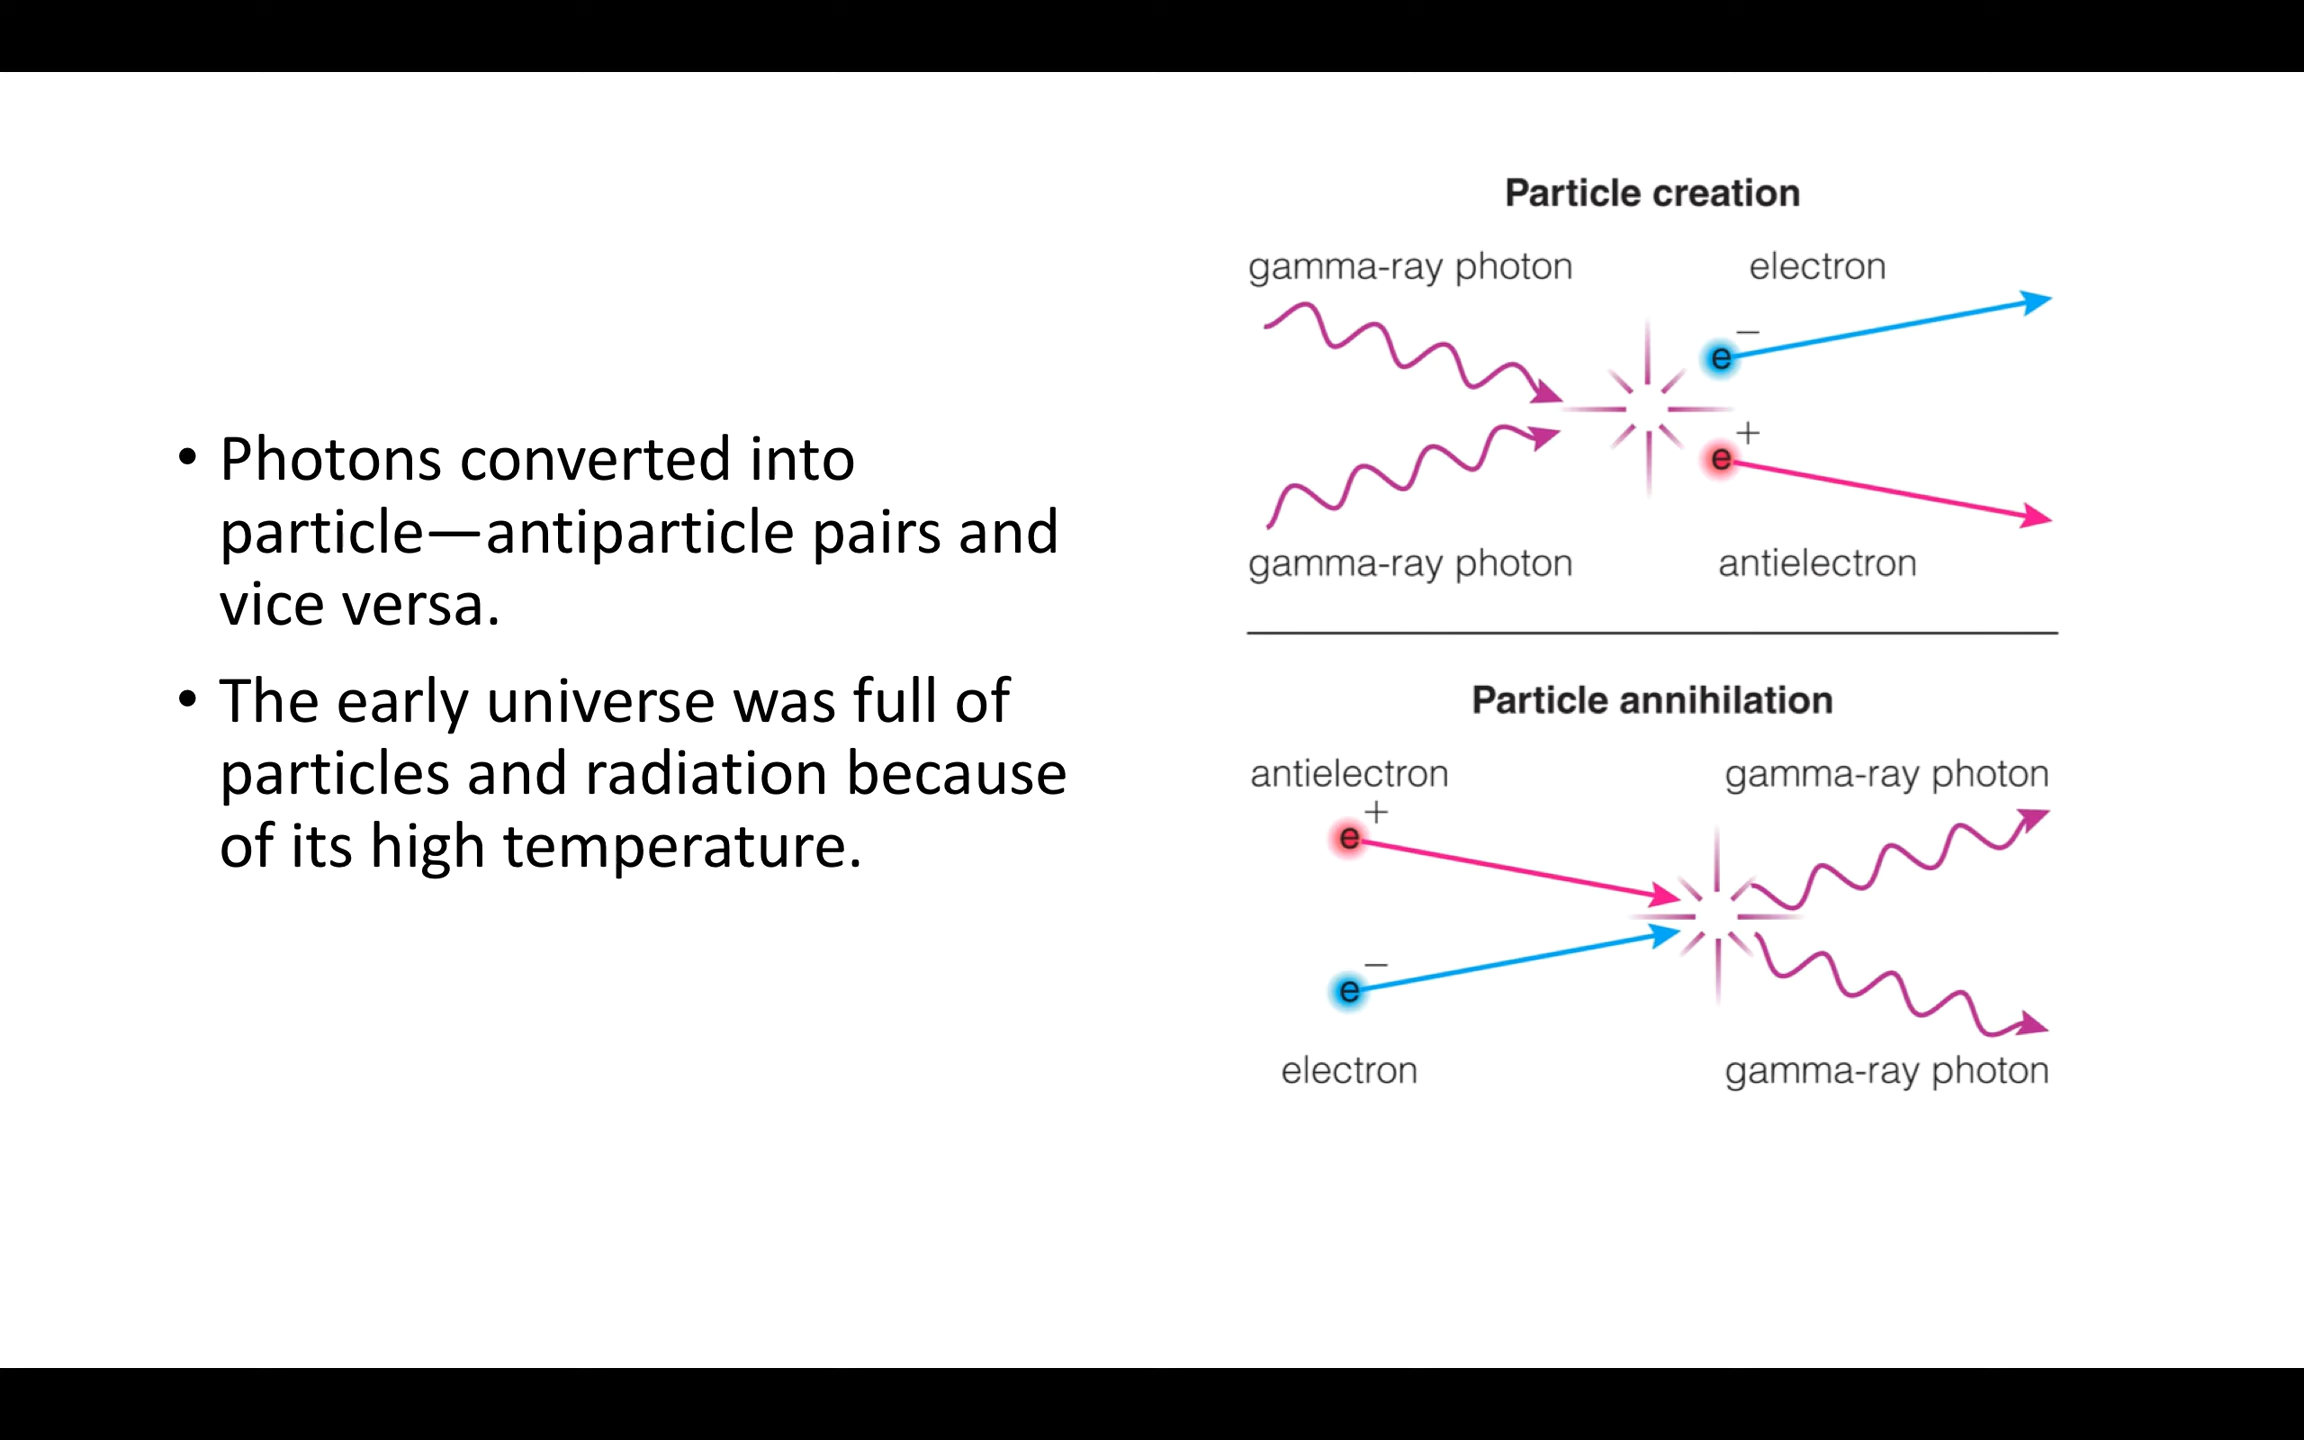 • Photons converted into
particle—antiparticle pairs and
vice versa.
• The early universe was full of
particles and radiation because
of its high temperature.
Particle creation
gamma-ray photon electron
e −
e +
gamma-ray photon antielectron
Particle annihilation
antielectron gamma-ray photon
e +
e −
electron gamma-ray photon